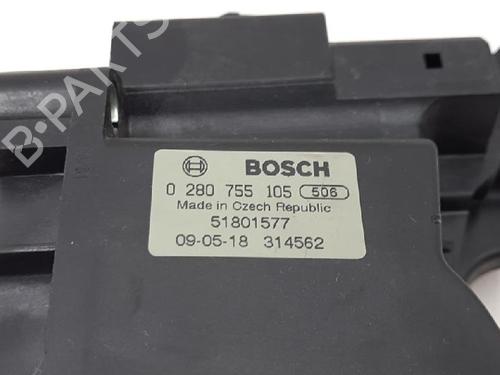 B-PARTS
BOSCH
0 280 755 105 506
Made in Czech Republic
51801577
09-05-18 314562